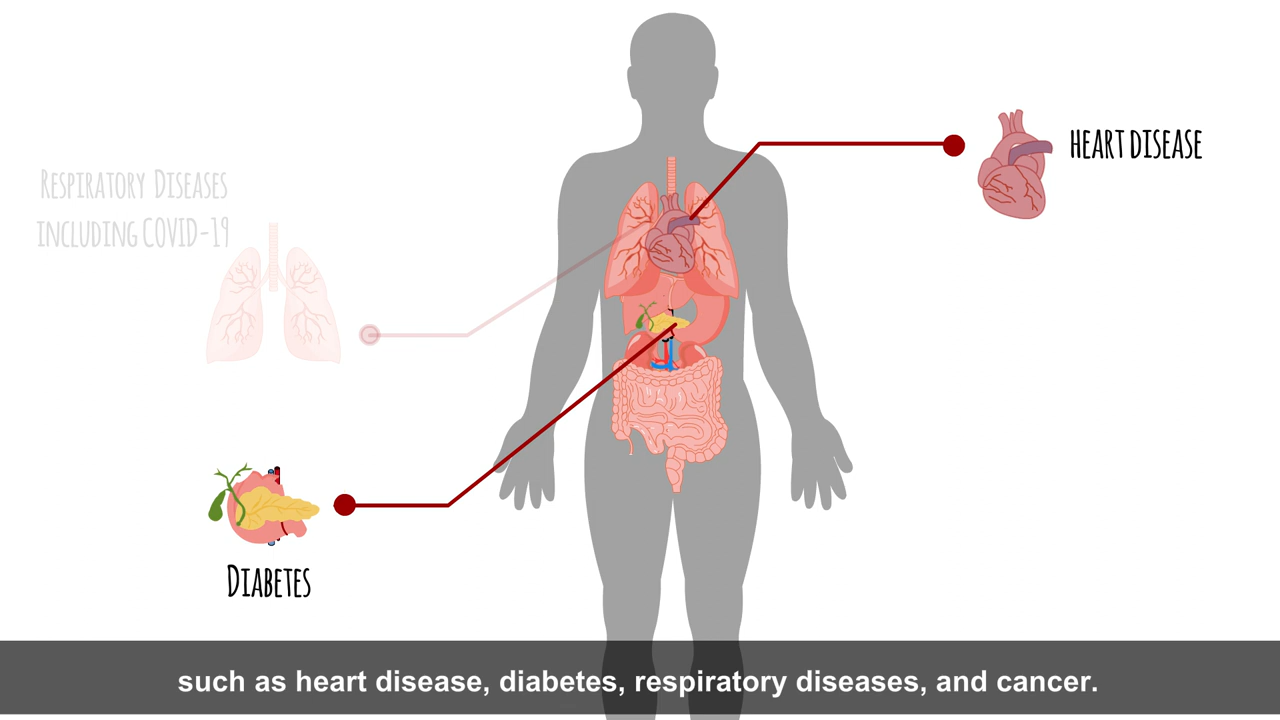 HEART DISEASE
RESPIRATORY DISEASES
INCLUDING COVID-19
DIABETES
such as heart disease, diabetes, respiratory diseases, and cancer.